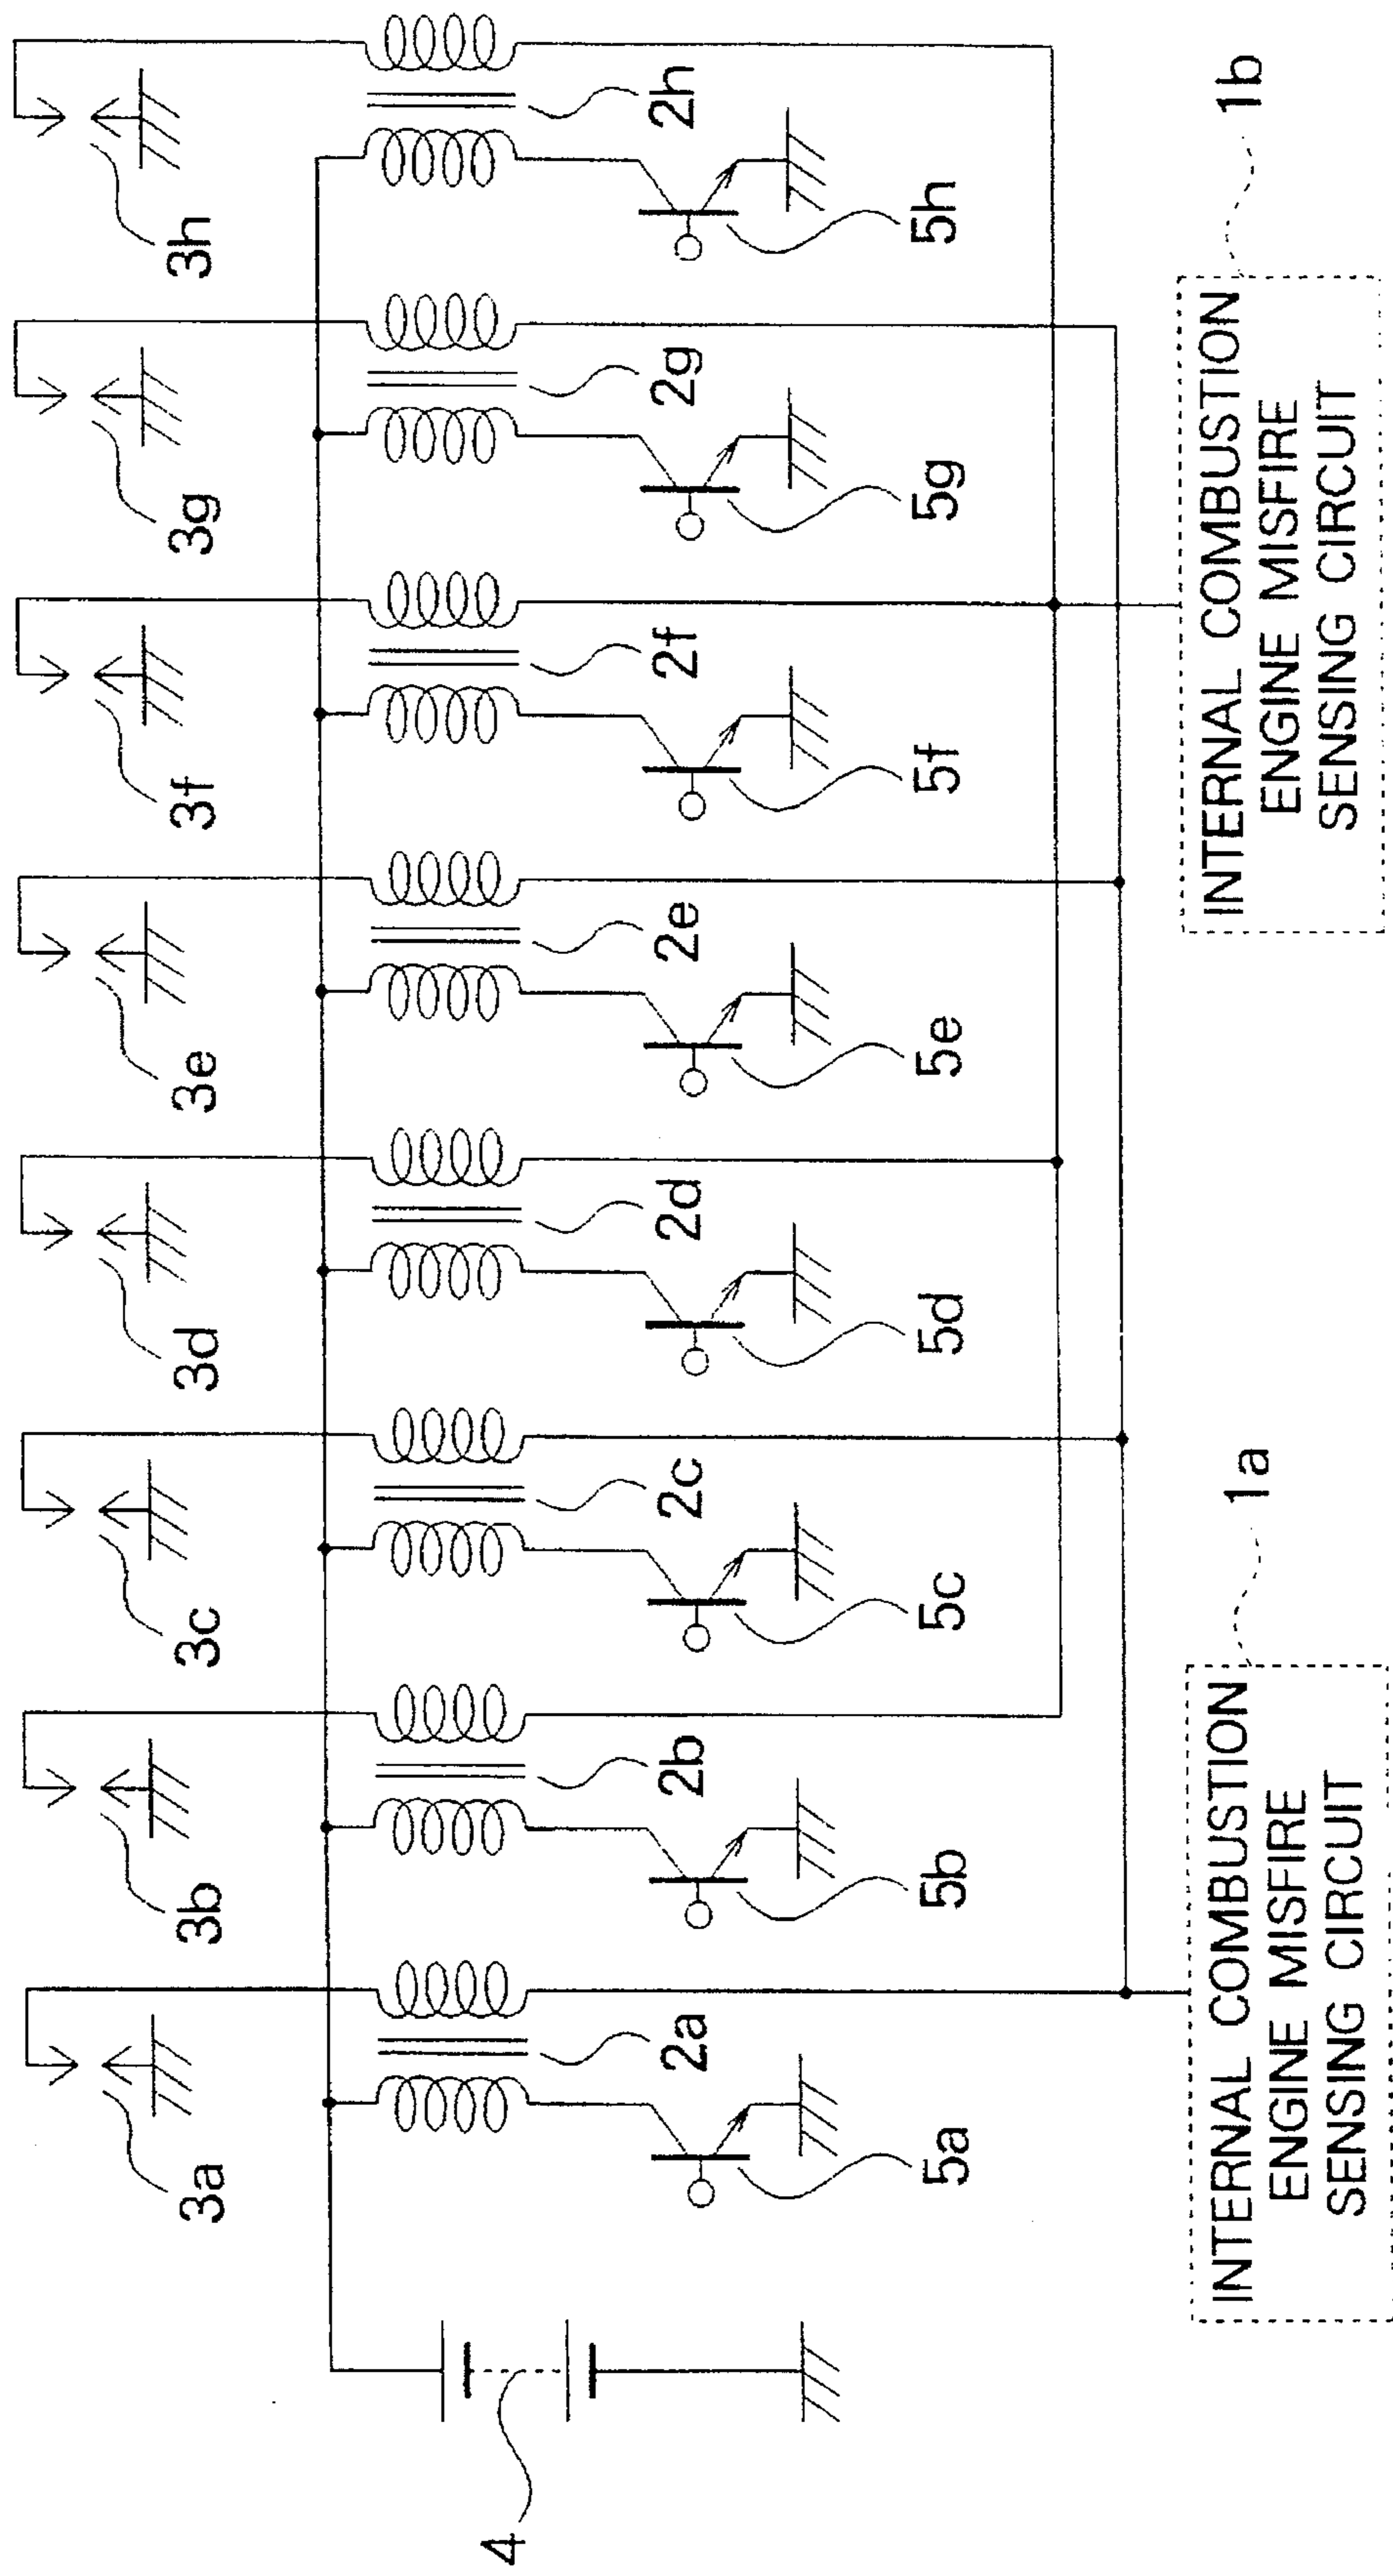 3a
3b
3c
3d
3e
3f
3g
3h
4
2a
2b
2c
2d
2e
2f
2g
2h
5a
5b
5c
5d
5e
5f
5g
5h
1a
1b
INTERNAL COMBUSTION
ENGINE MISFIRE
SENSING CIRCUIT
INTERNAL COMBUSTION
ENGINE MISFIRE
SENSING CIRCUIT